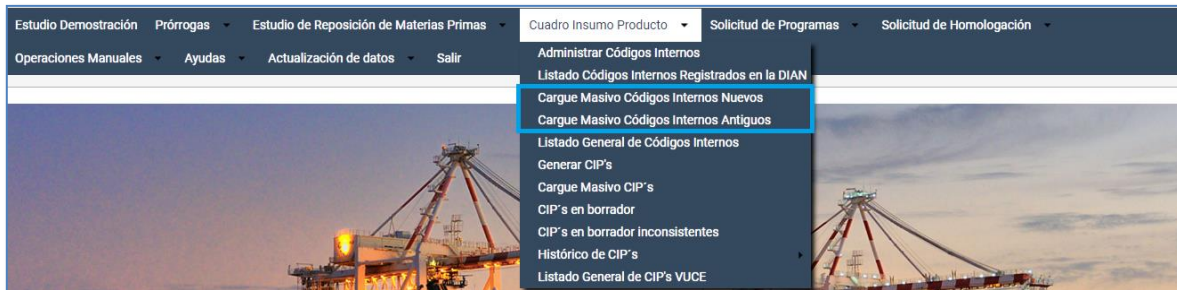 Estudio Demostración Prórrogas Estudio de Reposición de Materias Primas Cuadro Insumo Producto Solicitud de Programas Solicitud de Homologación
Operaciones Manuales Ayudas Actualización de datos Salir
Administrar Códigos Internos
Listado Códigos Internos Registrados en la DIAN
Cargue Masivo Códigos Internos Nuevos
Cargue Masivo Códigos Internos Antiguos
Listado General de Códigos Internos
Generar CIP's
Cargue Masivo CIP´s
CIP´s en borrador
CIP´s en borrador inconsistentes
Histórico de CIP´s
Listado General de CIP's VUCE